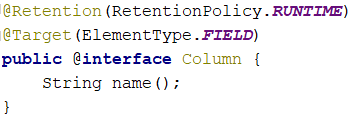 @Retention(RetentionPolicy.RUNTIME)
@Target(ElementType.FIELD)
public @interface Column {
    String name();
}